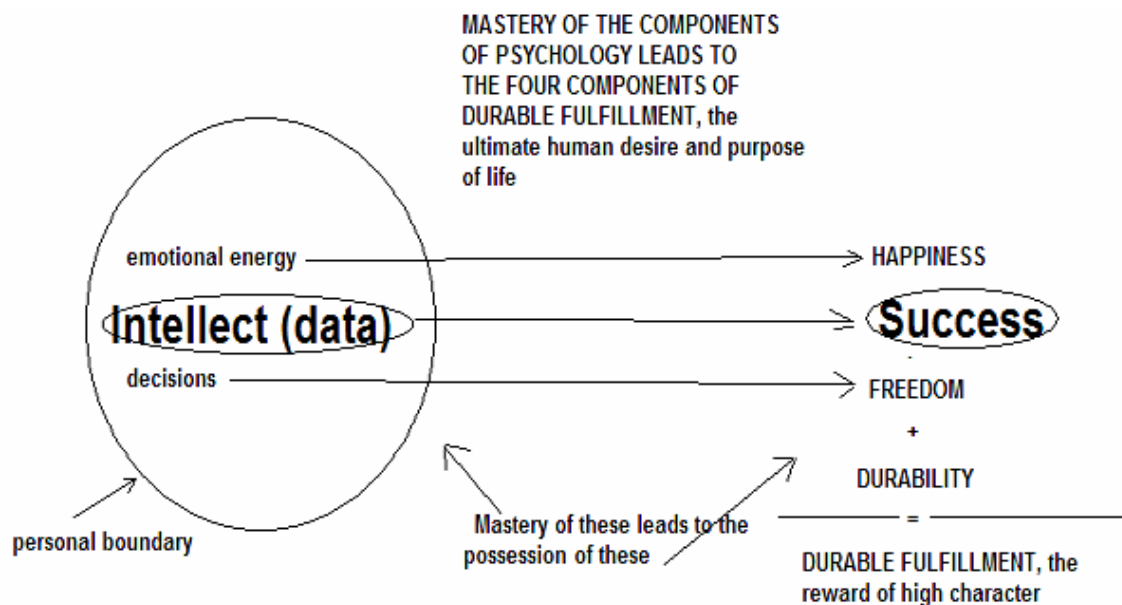 MASTERY OF THE COMPONENTS
OF PSYCHOLOGY LEADS TO
THE FOUR COMPONENTS OF
DURABLE FULFILLMENT, the
ultimate human desire and purpose
of life
emotional energy
HAPPINESS
Intellect (data)
Success
decisions
FREEDOM
+
DURABILITY
=
personal boundary
Mastery of these leads to the
possession of these
DURABLE FULFILLMENT, the
reward of high character